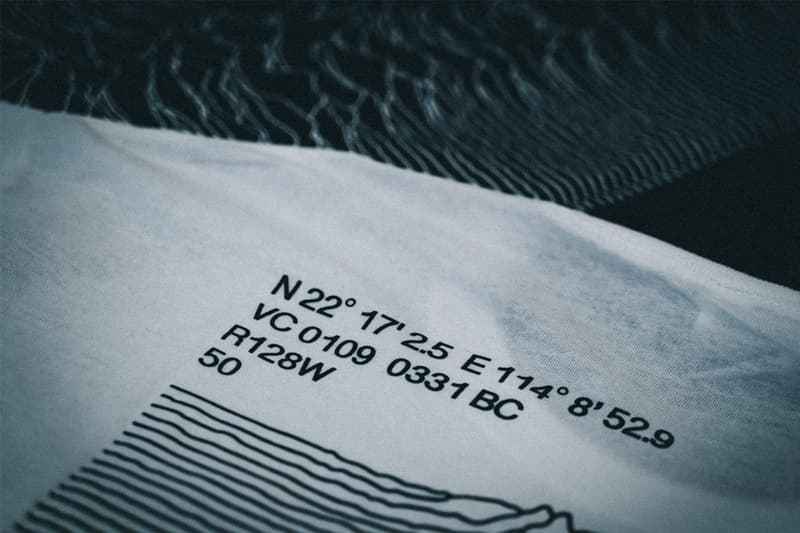 N 22° 17' 2.5 E 114° 8' 52.9
VC 0109 0331 BC
R128W
50